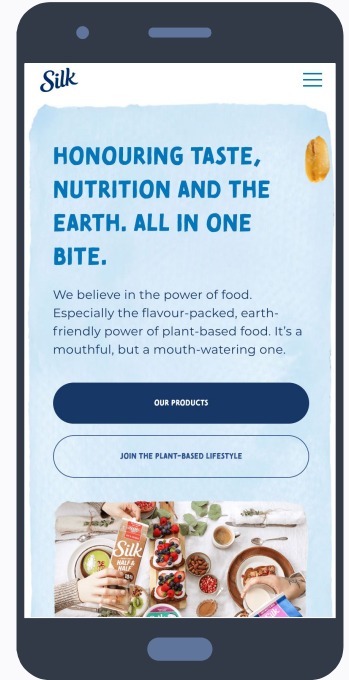 Silk
HONOURING TASTE,
NUTRITION AND THE
EARTH. ALL IN ONE
BITE.
We believe in the power of food.
Especially the flavour-packed, earth-
friendly power of plant-based food. It's a
mouthful, but a mouth-watering one.
OUR PRODUCTS
JOIN THE PLANT-BASED LIFESTYLE
Silk
HALF &
HALF